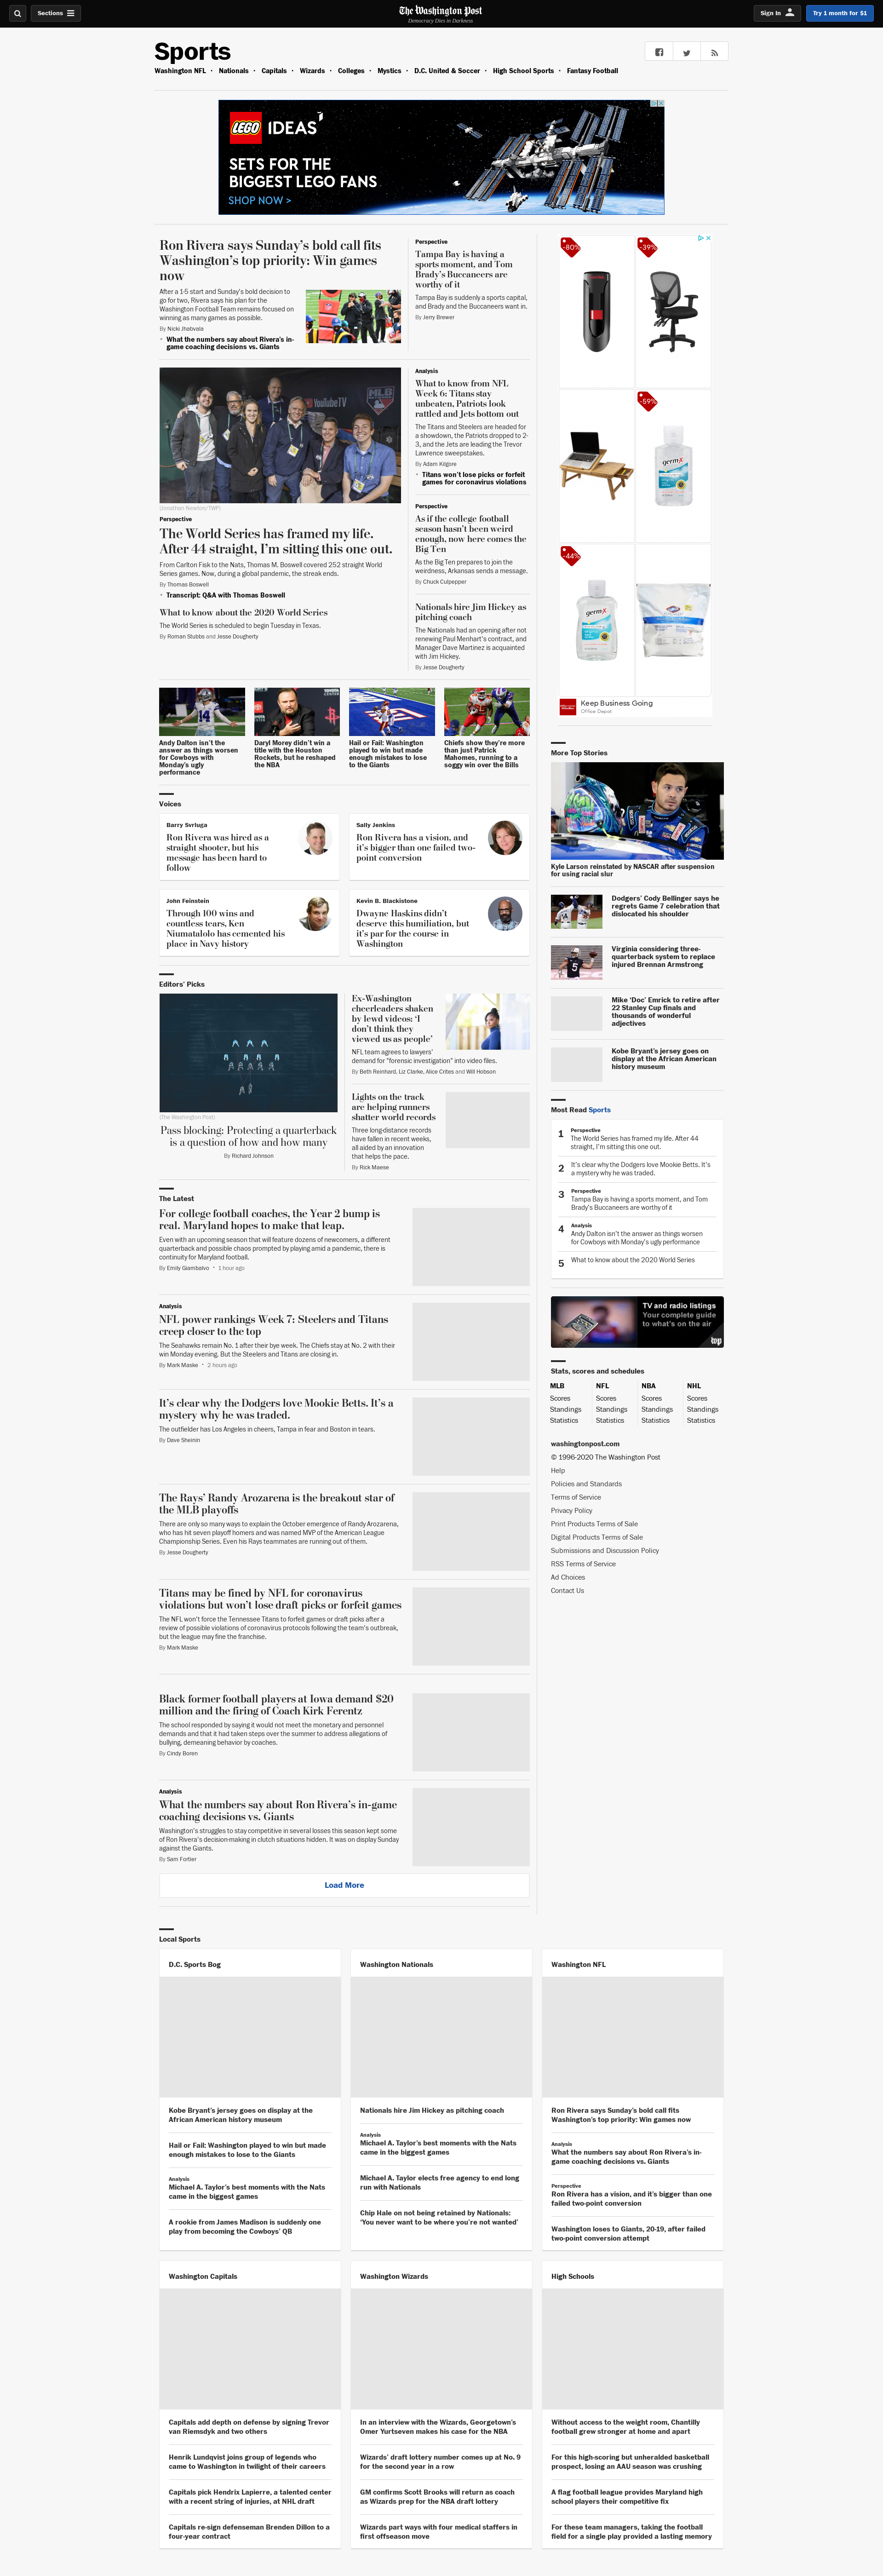 Sections
The Washington Post
Democracy Dies in Darkness
Sign In
Try 1 month for $1
Sports
Washington NFL • Nationals • Capitals • Wizards • Colleges • Mystics • D.C. United & Soccer • High School Sports • Fantasy Football
LEGO IDEAS
SETS FOR THE
BIGGEST LEGO FANS
SHOP NOW >
Ron Rivera says Sunday's bold call fits
Washington's top priority: Win games
now
After a 1-5 start and Sunday's bold decision to
go for two, Rivera says his plan for the
Washington Football Team remains focused on
winning as many games as possible.
By Nicki Jhabvala
What the numbers say about Rivera's in-
game coaching decisions vs. Giants
Perspective
Tampa Bay is having a
sports moment, and Tom
Brady's Buccaneers are
worthy of it
Tampa Bay is suddenly a sports capital,
and Brady and the Buccaneers want in.
By Jerry Brewer
YouTube TV
MLB
(Jonathan Newton/TWP)
Perspective
The World Series has framed my life.
After 44 straight, I'm sitting this one out.
From Carlton Fisk to the Nats, Thomas M. Boswell covered 252 straight World
Series games. Now, during a global pandemic, the streak ends.
By Thomas Boswell
Transcript: Q&A with Thomas Boswell
What to know about the 2020 World Series
The World Series is scheduled to begin Tuesday in Texas.
By Roman Stubbs and Jesse Dougherty
Analysis
What to know from NFL
Week 6: Titans stay
unbeaten, Patriots look
rattled and Jets bottom out
The Titans and Steelers are headed for
a showdown, the Patriots dropped to 2-
3, and the Jets are leading the Trevor
Lawrence sweepstakes.
By Adam Kilgore
Titans won't lose picks or forfeit
games for coronavirus violations
Perspective
As if the college football
season hasn't been weird
enough, now here comes the
Big Ten
As the Big Ten prepares to join the
weirdness, Arkansas sends a message.
By Chuck Culpepper
Nationals hire Jim Hickey as
pitching coach
The Nationals had an opening after not
renewing Paul Menhart's contract, and
Manager Dave Martinez is acquainted
with Jim Hickey.
By Jesse Dougherty
-80%
-39%
-59%
-44%
germ-X
germ-X
Keep Business Going
Office Depot
Andy Dalton isn't the
answer as things worsen
for Cowboys with
Monday's ugly
performance
Daryl Morey didn't win a
title with the Houston
Rockets, but he reshaped
the NBA
Hail or Fail: Washington
played to win but made
enough mistakes to lose
to the Giants
Chiefs show they're more
than just Patrick
Mahomes, running to a
soggy win over the Bills
Voices
Barry Svrluga
Ron Rivera was hired as a
straight shooter, but his
message has been hard to
follow
Sally Jenkins
Ron Rivera has a vision, and
it's bigger than one failed two-
point conversion
John Feinstein
Through 100 wins and
countless tears, Ken
Niumatalolo has cemented his
place in Navy history
Kevin B. Blackistone
Dwayne Haskins didn't
deserve this humiliation, but
it's par for the course in
Washington
Editors' Picks
(The Washington Post)
Pass blocking: Protecting a quarterback
is a question of how and how many
By Richard Johnson
Ex-Washington
cheerleaders shaken
by lewd videos: 'I
don't think they
viewed us as people'
NFL team agrees to lawyers'
demand for "forensic investigation" into video files.
By Beth Reinhard, Liz Clarke, Alice Crites and Will Hobson
Lights on the track
are helping runners
shatter world records
Three long-distance records
have fallen in recent weeks,
all aided by an innovation
that helps the pace.
By Rick Maese
More Top Stories
Kyle Larson reinstated by NASCAR after suspension
for using racial slur
Dodgers' Cody Bellinger says he
regrets Game 7 celebration that
dislocated his shoulder
Virginia considering three-
quarterback system to replace
injured Brennan Armstrong
Mike 'Doc' Emrick to retire after
22 Stanley Cup finals and
thousands of wonderful
adjectives
Kobe Bryant's jersey goes on
display at the African American
history museum
Most Read Sports
1 Perspective
The World Series has framed my life. After 44
straight, I'm sitting this one out.
2 It's clear why the Dodgers love Mookie Betts. It's
a mystery why he was traded.
3 Perspective
Tampa Bay is having a sports moment, and Tom
Brady's Buccaneers are worthy of it
4 Analysis
Andy Dalton isn't the answer as things worsen
for Cowboys with Monday's ugly performance
5 What to know about the 2020 World Series
TV and radio listings
Your complete guide
to what's on the air
wp
Stats, scores and schedules
MLB NFL NBA NHL
Scores Scores Scores Scores
Standings Standings Standings Standings
Statistics Statistics Statistics Statistics
washingtonpost.com
© 1996-2020 The Washington Post
Help
Policies and Standards
Terms of Service
Privacy Policy
Print Products Terms of Sale
Digital Products Terms of Sale
Submissions and Discussion Policy
RSS Terms of Service
Ad Choices
Contact Us
The Latest
For college football coaches, the Year 2 bump is
real. Maryland hopes to make that leap.
Even with an upcoming season that will feature dozens of newcomers, a different
quarterback and possible chaos prompted by playing amid a pandemic, there is
continuity for Maryland football.
By Emily Giambalvo • 1 hour ago
Analysis
NFL power rankings Week 7: Steelers and Titans
creep closer to the top
The Seahawks remain No. 1 after their bye week. The Chiefs stay at No. 2 with their
win Monday evening. But the Steelers and Titans are closing in.
By Mark Maske • 2 hours ago
It's clear why the Dodgers love Mookie Betts. It's a
mystery why he was traded.
The outfielder has Los Angeles in cheers, Tampa in fear and Boston in tears.
By Dave Sheinin
The Rays' Randy Arozarena is the breakout star of
the MLB playoffs
There are only so many ways to explain the October emergence of Randy Arozarena,
who has hit seven playoff homers and was named MVP of the American League
Championship Series. Even his Rays teammates are running out of them.
By Jesse Dougherty
Titans may be fined by NFL for coronavirus
violations but won't lose draft picks or forfeit games
The NFL won't force the Tennessee Titans to forfeit games or draft picks after a
review of possible violations of coronavirus protocols following the team's outbreak,
but the league may fine the franchise.
By Mark Maske
Black former football players at Iowa demand $20
million and the firing of Coach Kirk Ferentz
The school responded by saying it would not meet the monetary and personnel
demands and that it had taken steps over the summer to address allegations of
bullying, demeaning behavior by coaches.
By Cindy Boren
Analysis
What the numbers say about Ron Rivera's in-game
coaching decisions vs. Giants
Washington's struggles to stay competitive in several losses this season kept some
of Ron Rivera's decision-making in clutch situations hidden. It was on display Sunday
against the Giants.
By Sam Fortier
Load More
Local Sports
D.C. Sports Bog
Kobe Bryant's jersey goes on display at the
African American history museum
Hail or Fail: Washington played to win but made
enough mistakes to lose to the Giants
Analysis
Michael A. Taylor's best moments with the Nats
came in the biggest games
A rookie from James Madison is suddenly one
play from becoming the Cowboys' QB
Washington Nationals
Nationals hire Jim Hickey as pitching coach
Analysis
Michael A. Taylor's best moments with the Nats
came in the biggest games
Michael A. Taylor elects free agency to end long
run with Nationals
Chip Hale on not being retained by Nationals:
'You never want to be where you're not wanted'
Washington NFL
Ron Rivera says Sunday's bold call fits
Washington's top priority: Win games now
Analysis
What the numbers say about Ron Rivera's in-
game coaching decisions vs. Giants
Perspective
Ron Rivera has a vision, and it's bigger than one
failed two-point conversion
Washington loses to Giants, 20-19, after failed
two-point conversion attempt
Washington Capitals
Capitals add depth on defense by signing Trevor
van Riemsdyk and two others
Henrik Lundqvist joins group of legends who
came to Washington in twilight of their careers
Capitals pick Hendrix Lapierre, a talented center
with a recent string of injuries, at NHL draft
Capitals re-sign defenseman Brenden Dillon to a
four-year contract
Washington Wizards
In an interview with the Wizards, Georgetown's
Omer Yurtseven makes his case for the NBA
Wizards' draft lottery number comes up at No. 9
for the second year in a row
GM confirms Scott Brooks will return as coach
as Wizards prep for the NBA draft lottery
Wizards part ways with four medical staffers in
first offseason move
High Schools
Without access to the weight room, Chantilly
football grew stronger at home and apart
For this high-scoring but unheralded basketball
prospect, losing an AAU season was crushing
A flag football league provides Maryland high
school players their competitive fix
For these team managers, taking the football
field for a single play provided a lasting memory